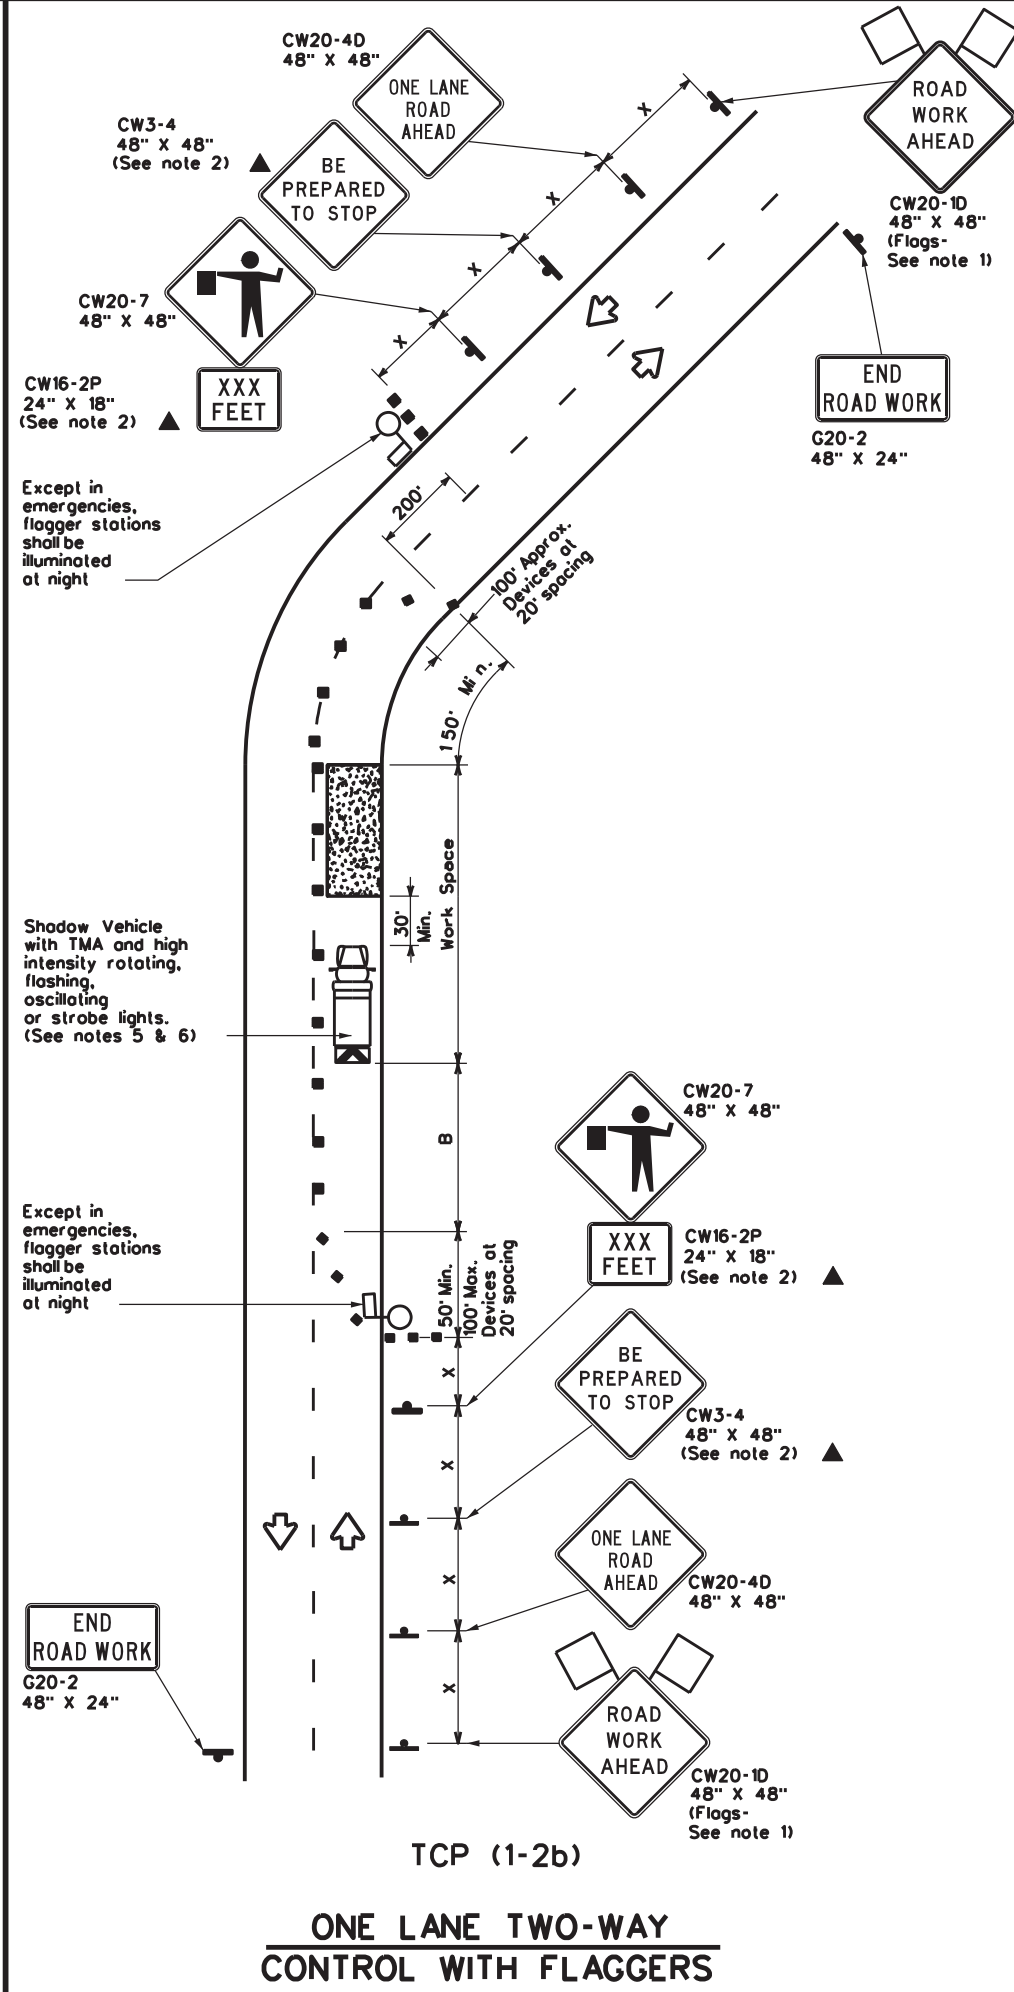 CW20-4D
48" X 48"
ONE LANE
ROAD
AHEAD
X
ROAD
WORK
AHEAD
CW20-1D
48" X 48"
(Flags-
See note 1)
CW3-4
48" X 48"
(See note 2)
BE
PREPARED
TO STOP
X
X
CW20-7
48" X 48"
X
CW16-2P
24" X 18"
(See note 2)
XXX
FEET
END
ROAD WORK
G20-2
48" X 24"
Except in
emergencies,
flagger stations
shall be
illuminated
at night
200'
100' Approx.
Devices at
20' spacing
150' Min.
Work Space
30'
Min.
Shadow Vehicle
with TMA and high
intensity rotating,
flashing,
oscillating
or strobe lights.
(See notes 5 & 6)
B
CW20-7
48" X 48"
XXX
FEET
CW16-2P
24" X 18"
(See note 2)
Except in
emergencies,
flagger stations
shall be
illuminated
at night
50' Min.
100' Max.
Devices at
20' spacing
X
BE
PREPARED
TO STOP
CW3-4
48" X 48"
(See note 2)
X
ONE LANE
ROAD
AHEAD
CW20-4D
48" X 48"
X
END
ROAD WORK
G20-2
48" X 24"
X
ROAD
WORK
AHEAD
CW20-1D
48" X 48"
(Flags-
See note 1)
TCP (1-2b)
ONE LANE TWO-WAY
CONTROL WITH FLAGGERS